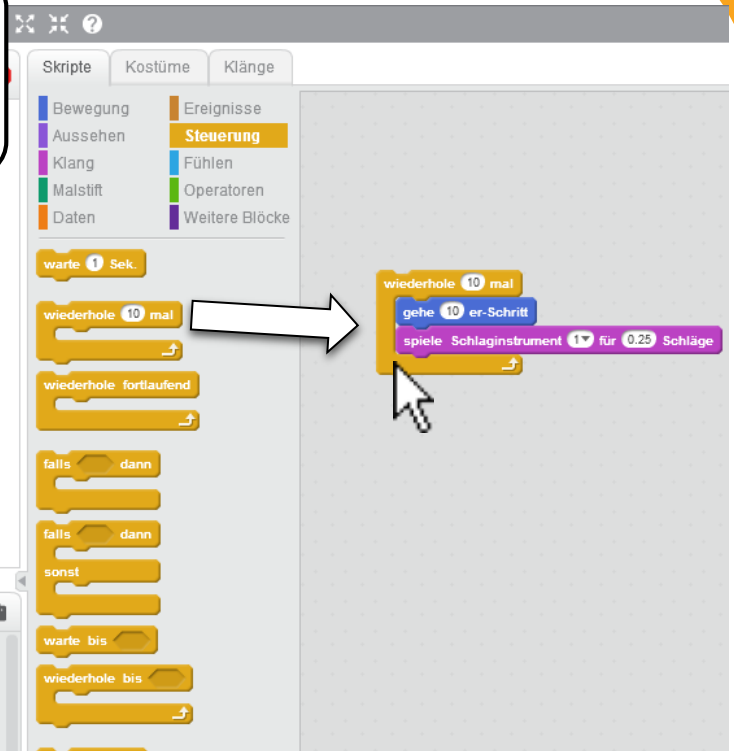 Skripte Kostüme Klänge
Bewegung Ereignisse
Aussehen Steuerung
Klang Fühlen
Malstift Operatoren
Daten Weitere Blöcke
warte 1 Sek.
wiederhole 10 mal
wiederhole fortlaufend
falls dann
falls dann
sonst
warte bis
wiederhole bis
wiederhole 10 mal
gehe 10 er-Schritt
spiele Schlaginstrument 1 für 0.25 Schläge